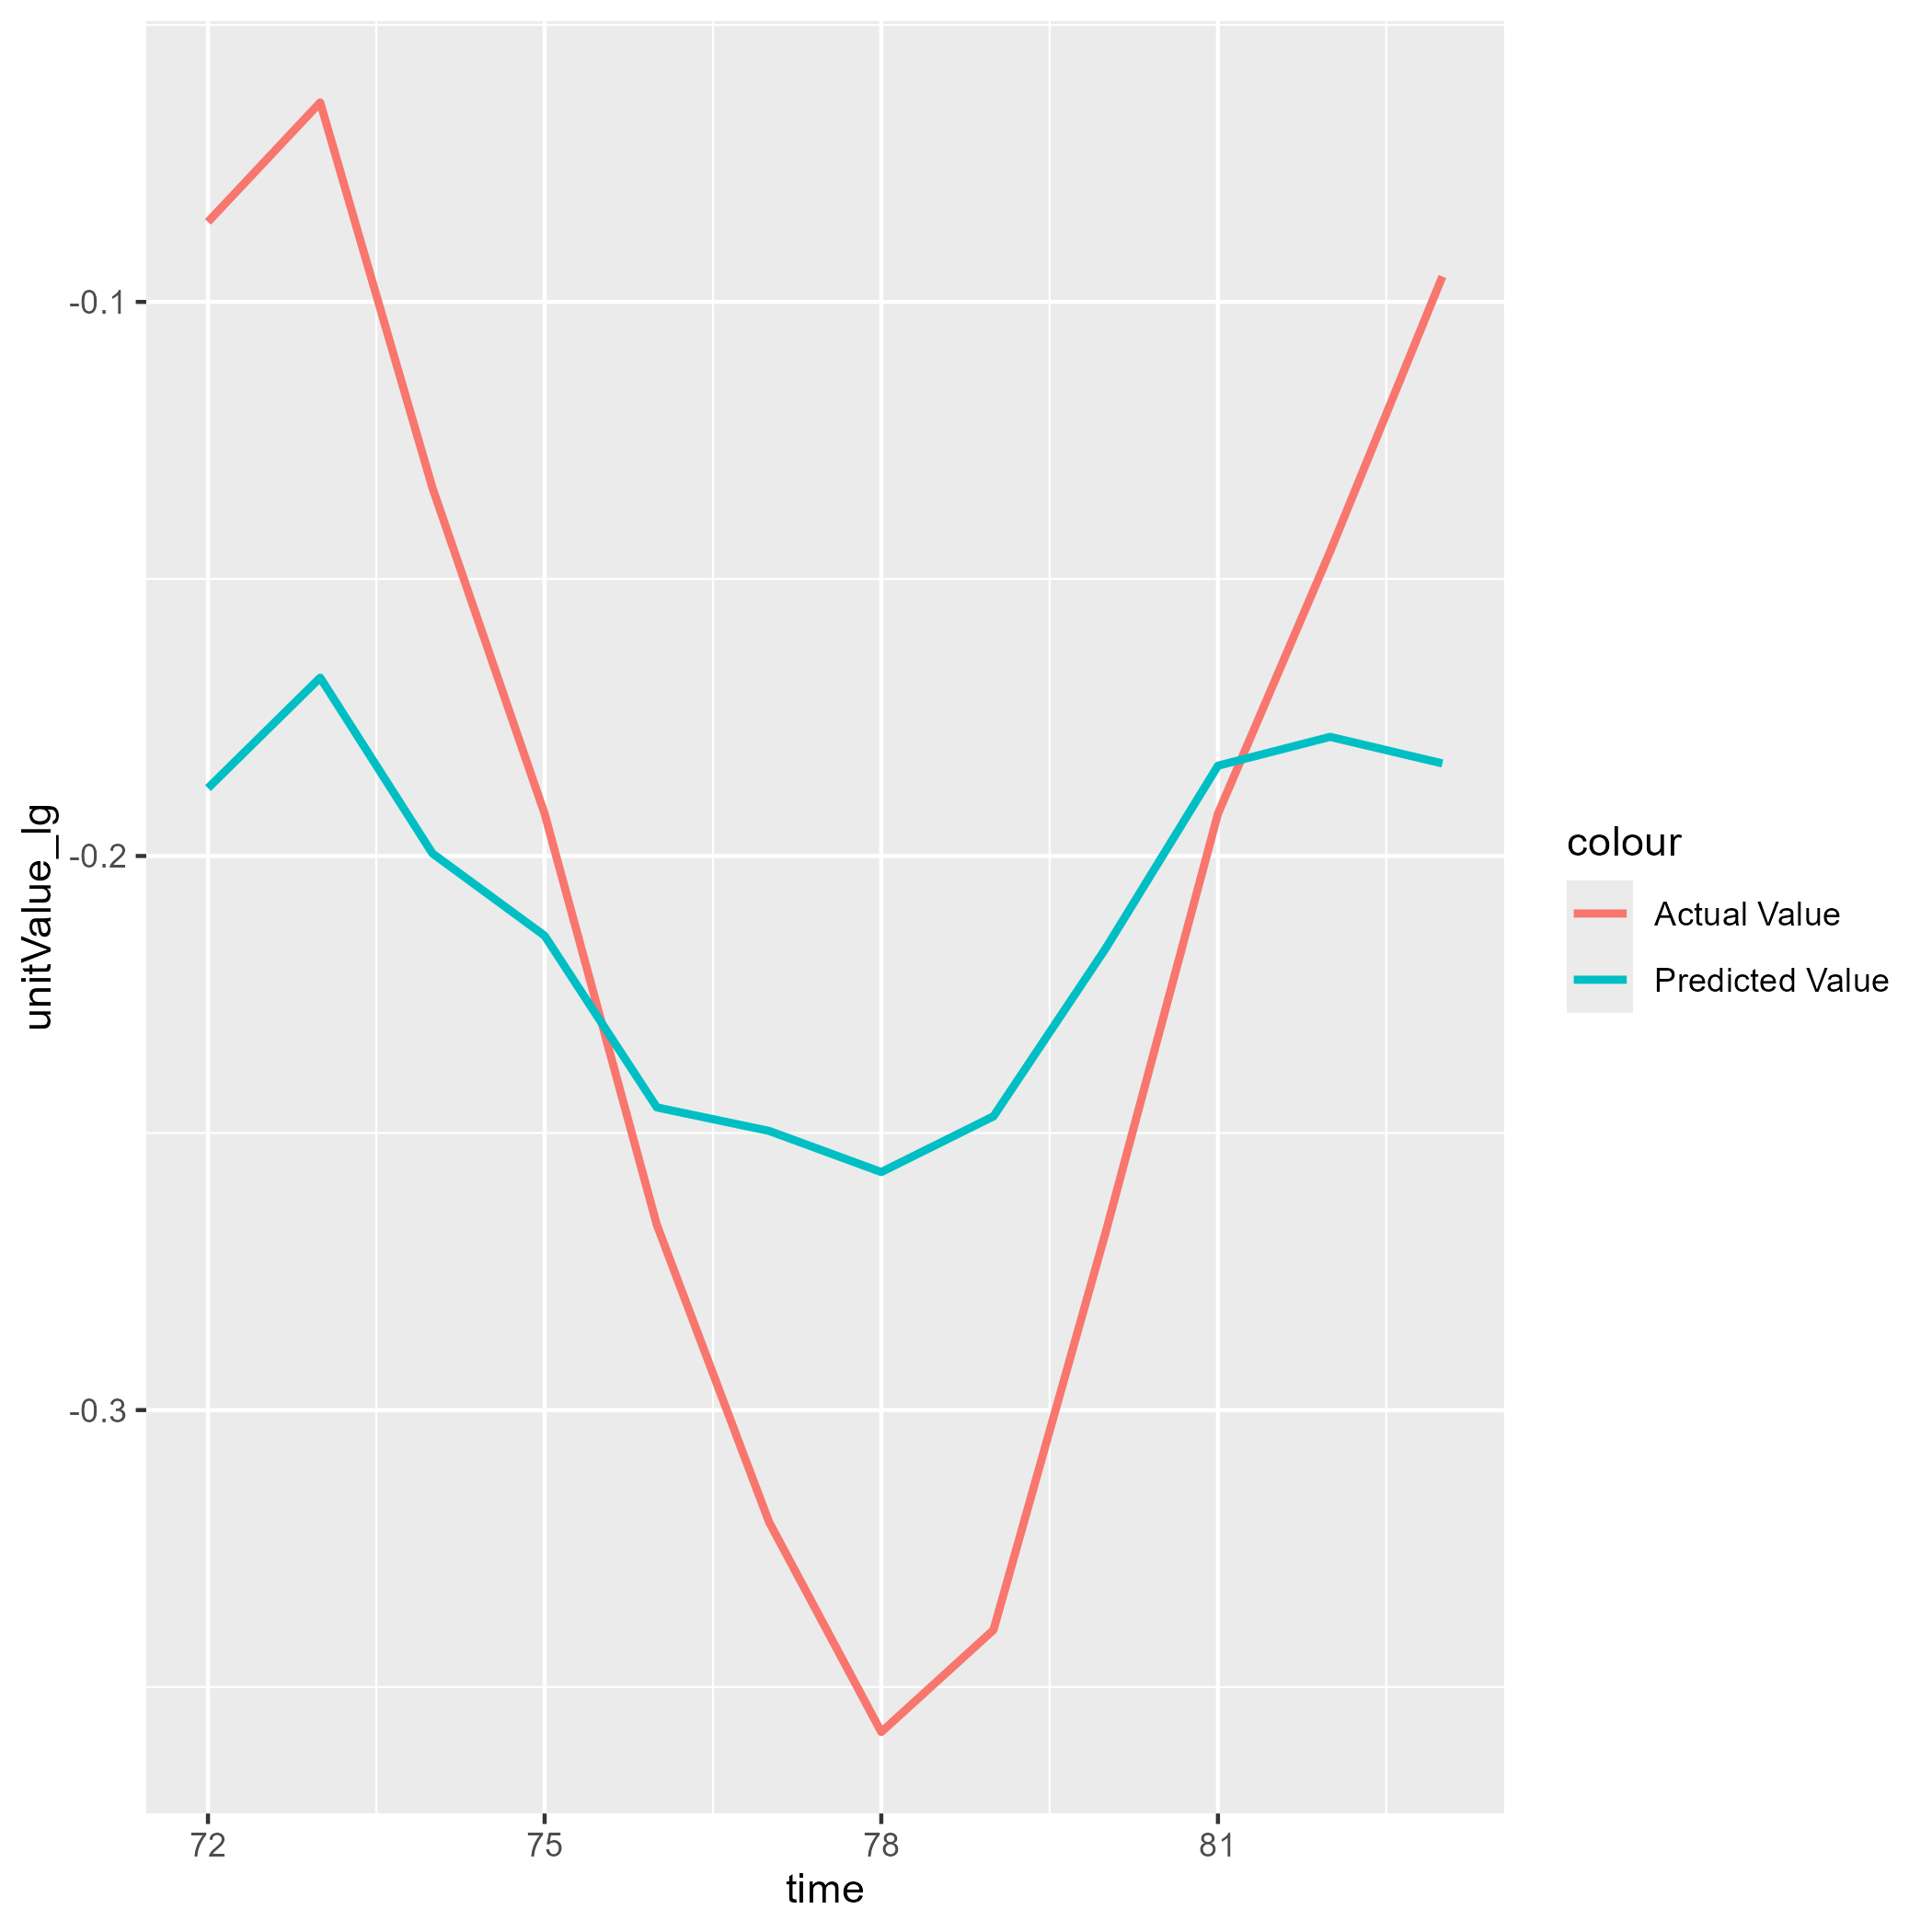 unitValue_lg
-0.1
-0.2
-0.3
72 75 78 81
time
colour
Actual Value
Predicted Value